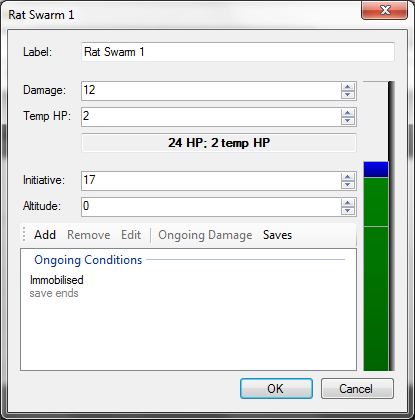 Rat Swarm 1
Label: Rat Swarm 1
Damage: 12
Temp HP: 2
24 HP; 2 temp HP
Initiative: 17
Altitude: 0
Add Remove Edit Ongoing Damage Saves
Ongoing Conditions
Immobilised
save ends
OK Cancel